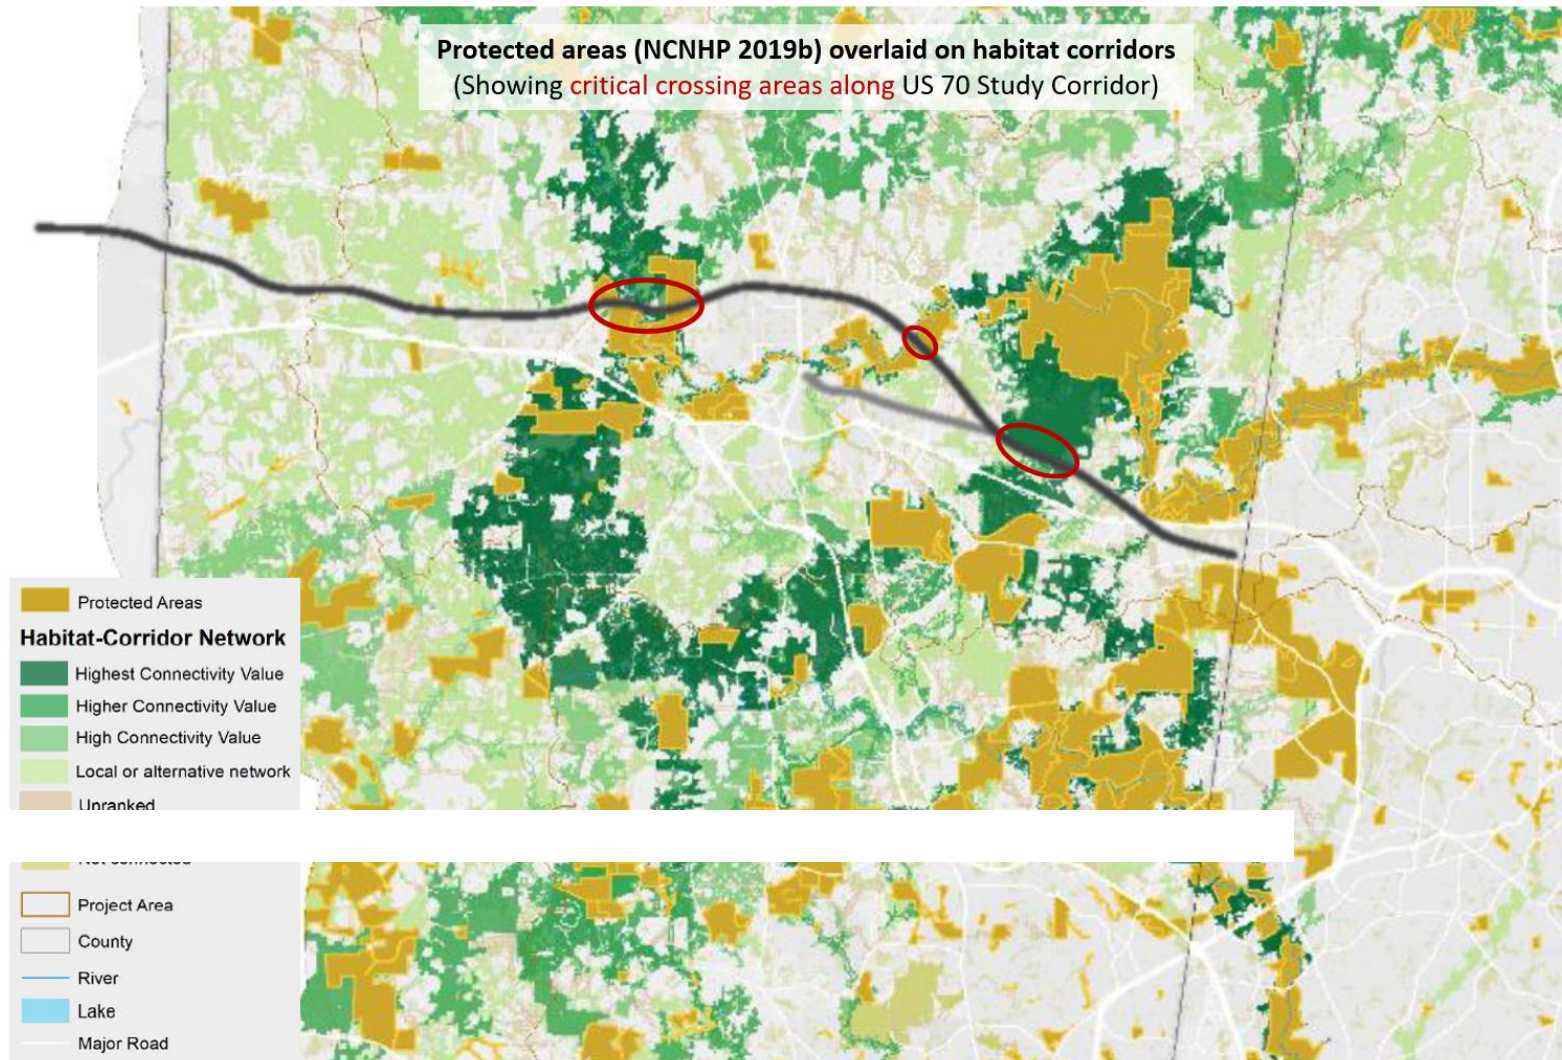 Protected areas (NCNHP 2019b) overlaid on habitat corridors
(Showing critical crossing areas along US 70 Study Corridor)
Protected Areas
Habitat-Corridor Network
Highest Connectivity Value
Higher Connectivity Value
High Connectivity Value
Local or alternative network
Unranked
Not connected
Project Area
County
River
Lake
Major Road